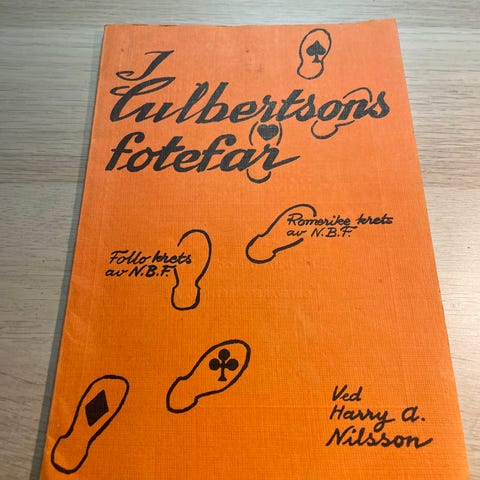 I
Culbertsons
fotefar
Romerike krets
av N.B.F.
Follo krets
av N.B.F.
Ved
Harry A.
Nilsson